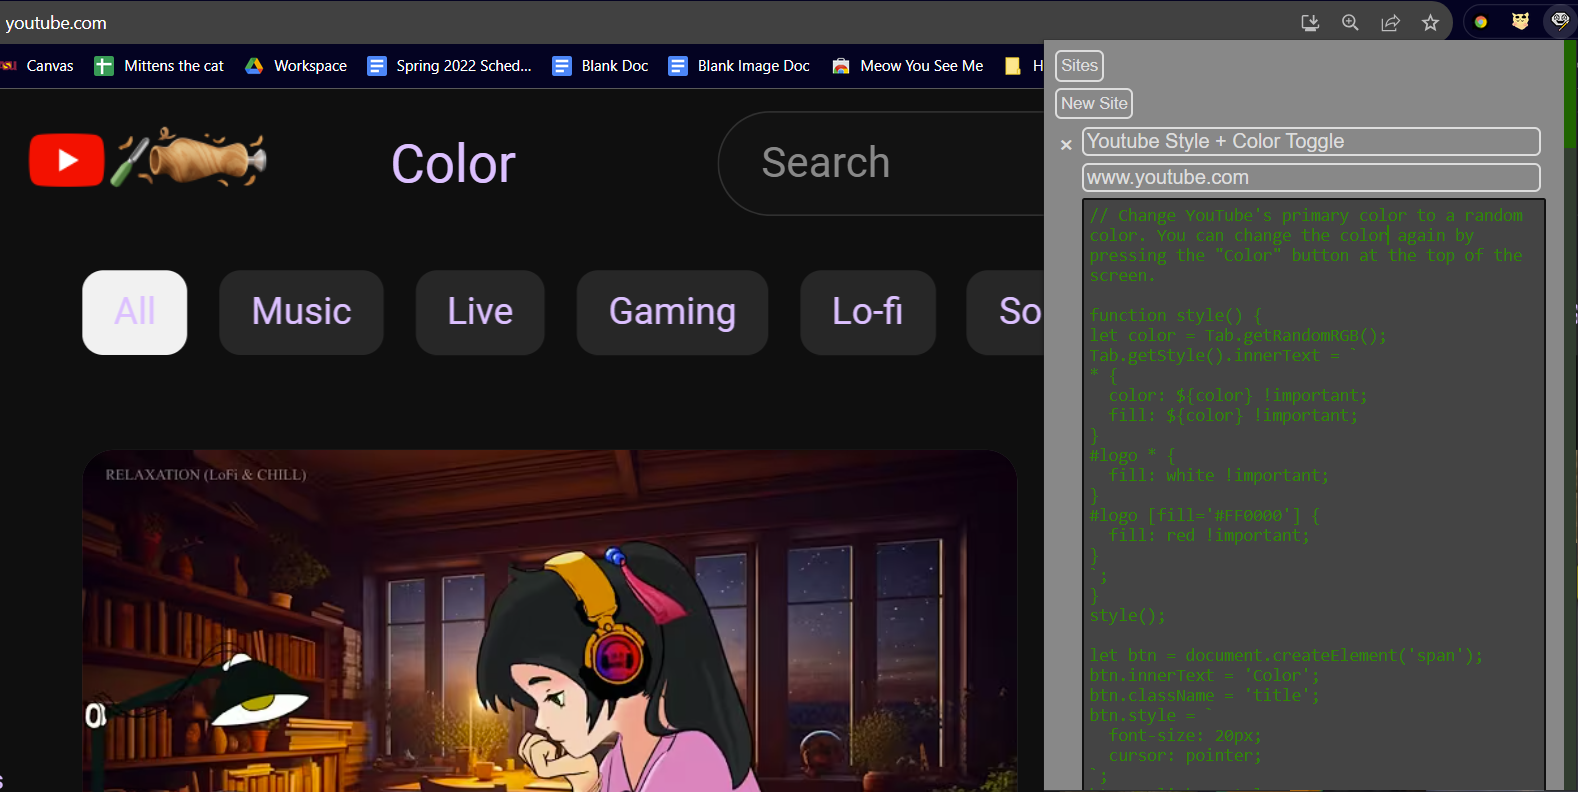 youtube.com
Canvas
Mittens the cat
Workspace
Spring 2022 Sched...
Blank Doc
Blank Image Doc
Meow You See Me
H
Color
Search
All
Music
Live
Gaming
Lo-fi
So
RELAXATION (LoFi & CHILL)
Sites
New Site
× Youtube Style + Color Toggle
www.youtube.com
// Change YouTube's primary color to a random
color. You can change the color again by
pressing the "Color" button at the top of the
screen.
function style() {
let color = Tab.getRandomRGB();
Tab.getStyle().innerText = `
* {
color: ${color} !important;
fill: ${color} !important;
}
#logo * {
fill: white !important;
}
#logo [fill='#FF0000'] {
fill: red !important;
}
`;
}
style();
let btn = document.createElement('span');
btn.innerText = 'Color';
btn.className = 'title';
btn.style = `
font-size: 20px;
cursor: pointer;
`;